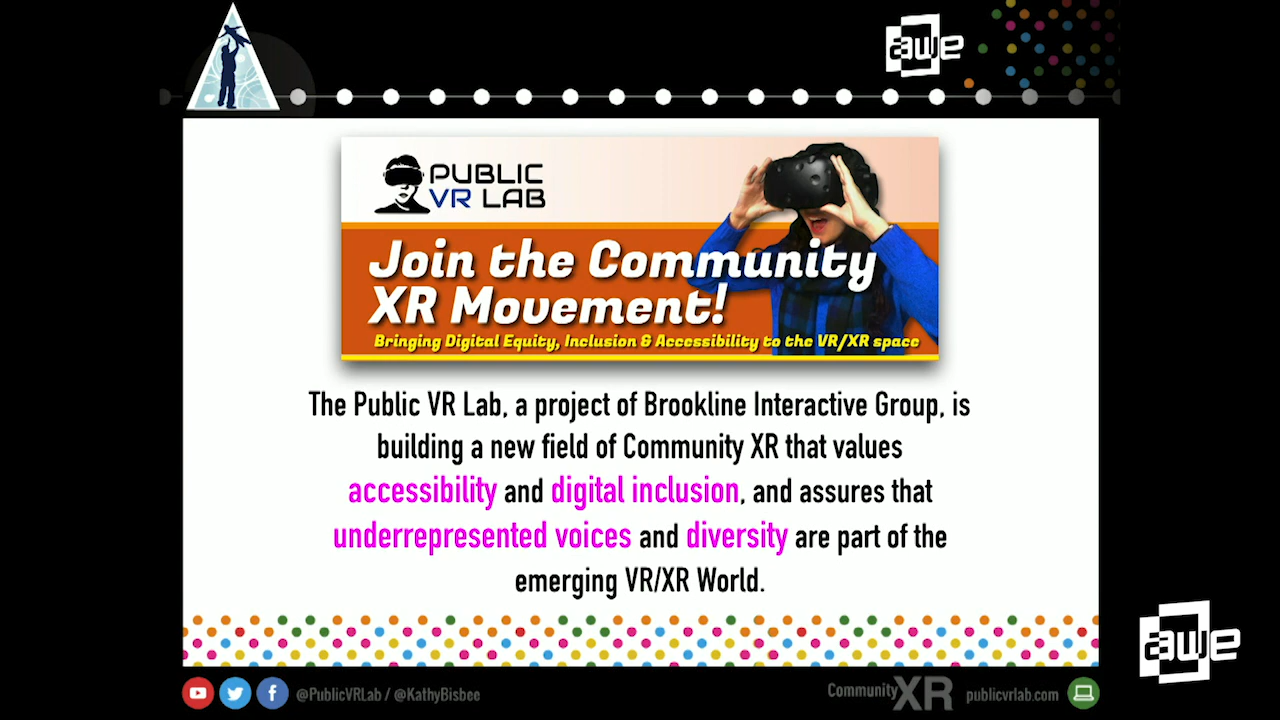 awe
PUBLIC
VR LAB
Join the Community
XR Movement!
Bringing Digital Equity, Inclusion & Accessibility to the VR/XR space
The Public VR Lab, a project of Brookline Interactive Group, is
building a new field of Community XR that values
accessibility and digital inclusion, and assures that
underrepresented voices and diversity are part of the
emerging VR/XR World.
awe
@PublicVRLab / @KathyBisbee
Community XR publicvrlab.com